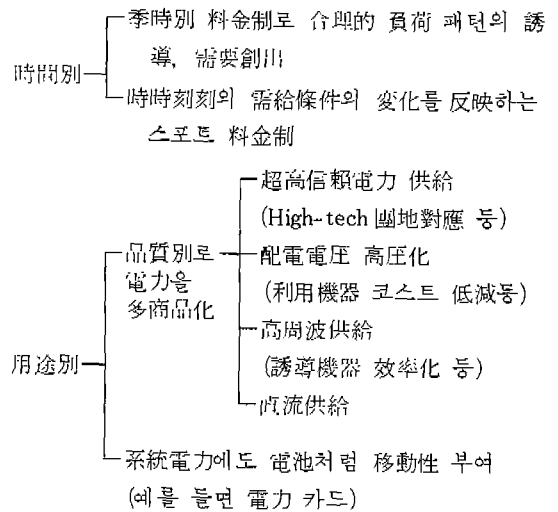 季時別 料金制로 合理的 負荷 패턴의 誘
導, 需要創出
時間別
時時刻刻의 需給條件의 變化를 反映하는
스포트 料金制
超高信賴電力 供給
(High-tech 團地對應 등)
品質別로
電力을
多商品化
配電電圧 高圧化
(利用機器 코스트 低減등)
高周波供給
(誘導機器 效率化 등)
用途別
直流供給
系統電力에도 電池처럼 移動性 부여
(예를 들면 電力 카드)